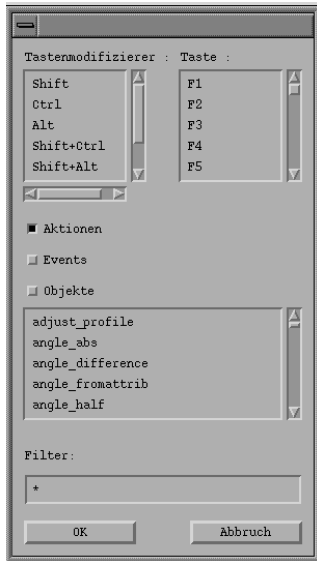 Tastenmodifizierer : Taste :
Shift F1
Ctrl F2
Alt F3
Shift+Ctrl F4
Shift+Alt F5
Aktionen
Events
Objekte
adjust_profile
angle_abs
angle_difference
angle_fromattrib
angle_half
Filter:
*
OK Abbruch